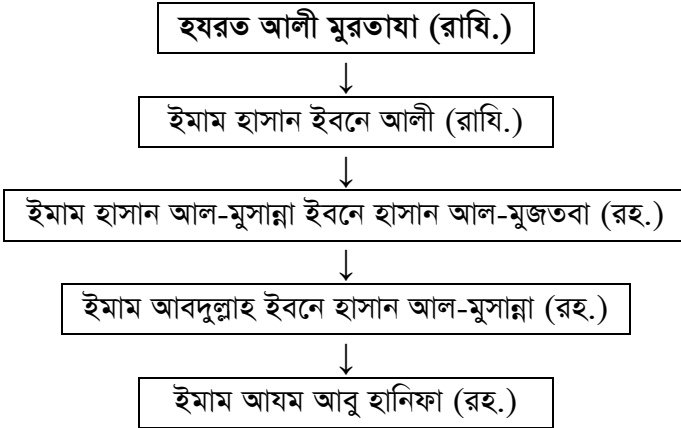 হযরত আলী মুরতাযা (রাযি.)
↓
ইমাম হাসান ইবনে আলী (রাযি.)
↓
ইমাম হাসান আল-মুসান্না ইবনে হাসান আল-মুজতবা (রহ.)
↓
ইমাম আবদুল্লাহ ইবনে হাসান আল-মুসান্না (রহ.)
↓
ইমাম আযম আবু হানিফা (রহ.)